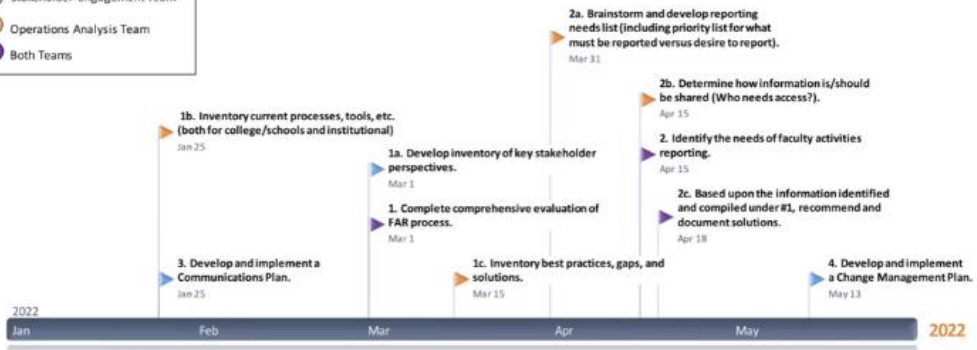 Stakeholder Engagement Team
Operations Analysis Team
Both Teams
2a. Brainstorm and develop reporting
needs list (including priority list for what
must be reported versus desire to report).
Mar 31
2b. Determine how information is/should
be shared (Who needs access?).
Apr 15
1b. Inventory current processes, tools, etc.
(both for college/schools and institutional)
Jan 25
2. Identify the needs of faculty activities
reporting.
Apr 15
1a. Develop inventory of key stakeholder
perspectives.
Mar 1
2c. Based upon the information identified
and compiled under #1, recommend and
document solutions.
Apr 18
1. Complete comprehensive evaluation of
FAR process.
Mar 1
3. Develop and implement a
Communications Plan.
Jan 25
1c. Inventory best practices, gaps, and
solutions.
Mar 15
4. Develop and implement
a Change Management Plan.
May 13
2022
Jan Feb Mar Apr May
2022